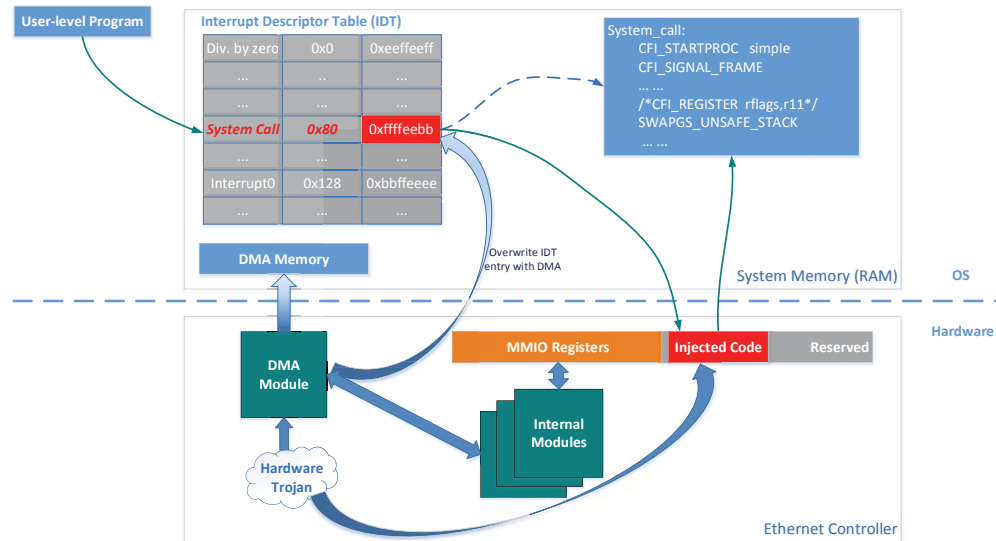 User-level Program
Interrupt Descriptor Table (IDT)
Div. by zero 0x0 0xeeffeeff
... .. ...
... ... ...
System Call 0x80 0xffffeebb
... ... ...
Interrupt0 0x128 0xbbffeeee
... ... ...
System_call:
CFI_STARTPROC simple
CFI_SIGNAL_FRAME
... ...
/*CFI_REGISTER rflags,r11*/
SWAPGS_UNSAFE_STACK
... ...
Overwrite IDT
entry with DMA
DMA Memory
System Memory (RAM)
OS
Hardware
MMIO Registers
Injected Code
Reserved
DMA
Module
Internal
Modules
Hardware
Trojan
Ethernet Controller